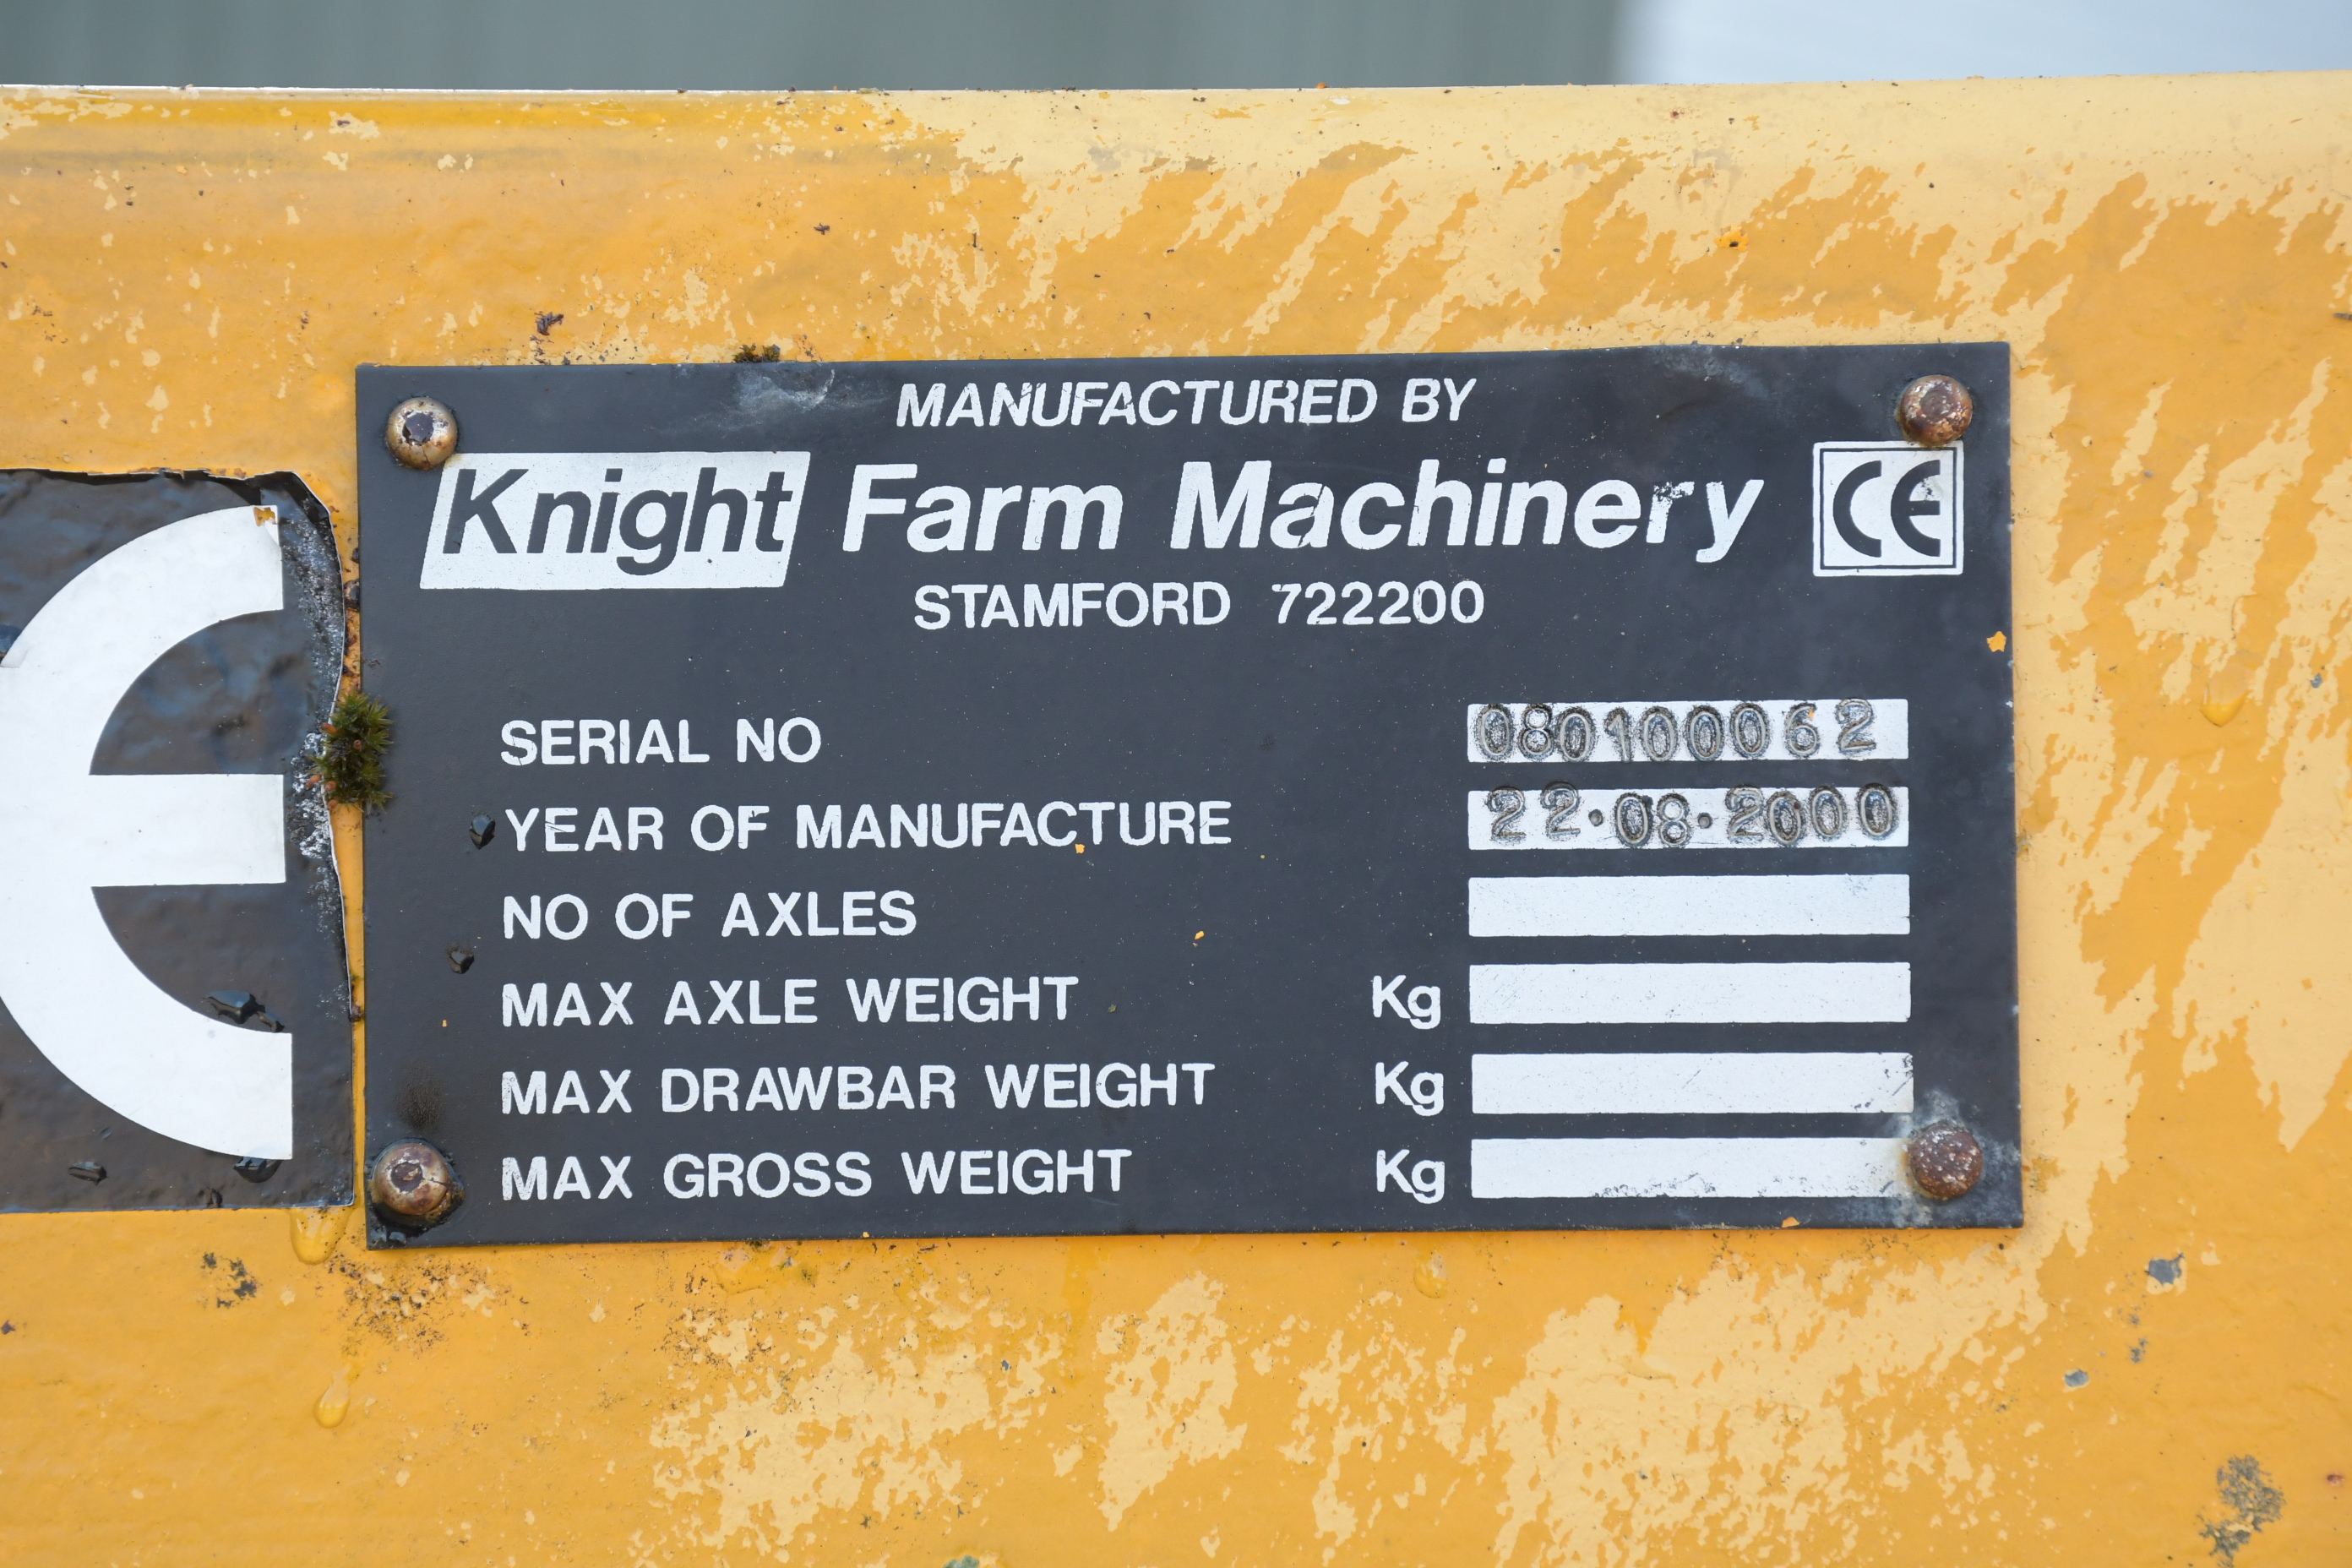 MANUFACTURED BY
Knight Farm Machinery CE
STAMFORD 722200
SERIAL NO 080100062
YEAR OF MANUFACTURE 22·08·2000
NO OF AXLES
MAX AXLE WEIGHT Kg
MAX DRAWBAR WEIGHT Kg
MAX GROSS WEIGHT Kg
E